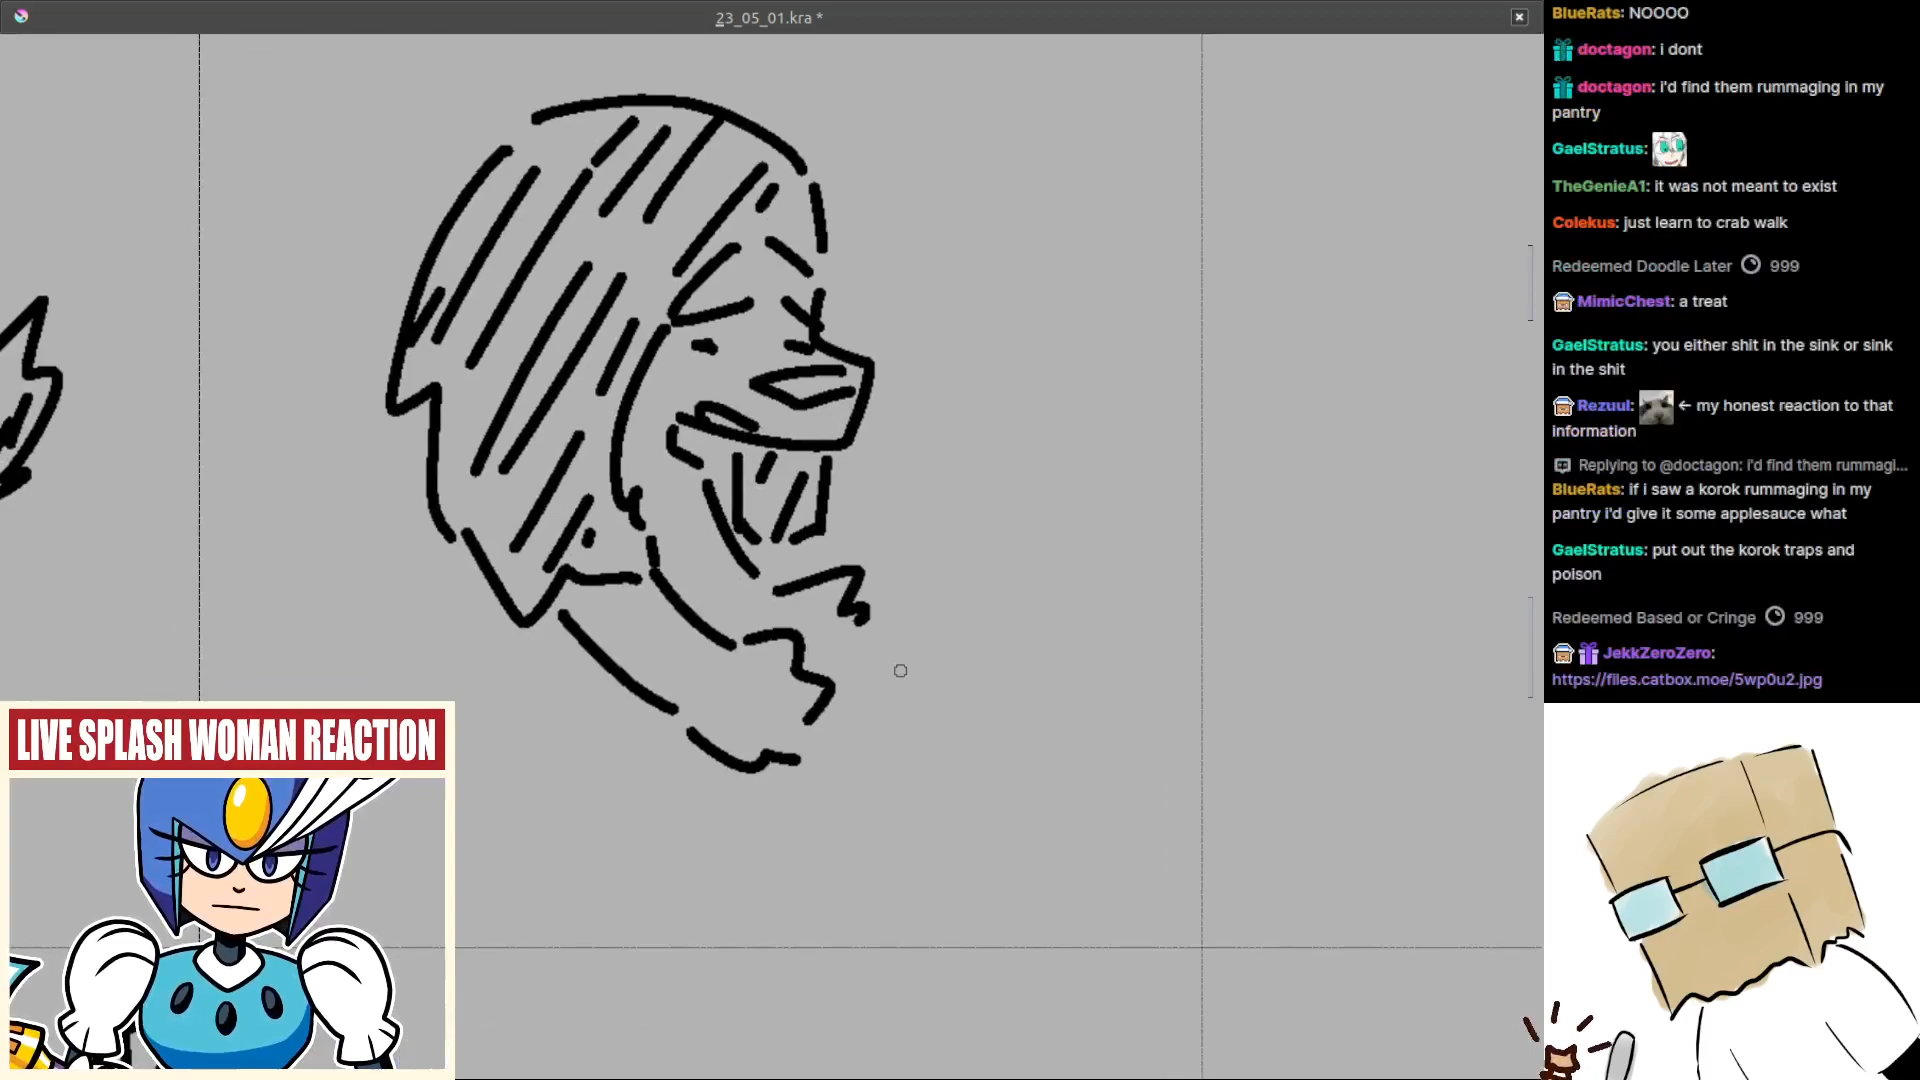 23_05_01.kra *
BlueRats: NOOOO
doctagon: i dont
doctagon: i'd find them rummaging in my
pantry
GaelStratus:
TheGenieA1: it was not meant to exist
Colekus: just learn to crab walk
Redeemed Doodle Later 999
MimicChest: a treat
GaelStratus: you either shit in the sink or sink
in the shit
Rezuul: ← my honest reaction to that
information
Replying to @doctagon: i'd find them rummagi...
BlueRats: if i saw a korok rummaging in my
pantry i'd give it some applesauce what
GaelStratus: put out the korok traps and
poison
Redeemed Based or Cringe 999
JekkZeroZero:
https://files.catbox.moe/5wp0u2.jpg
LIVE SPLASH WOMAN REACTION